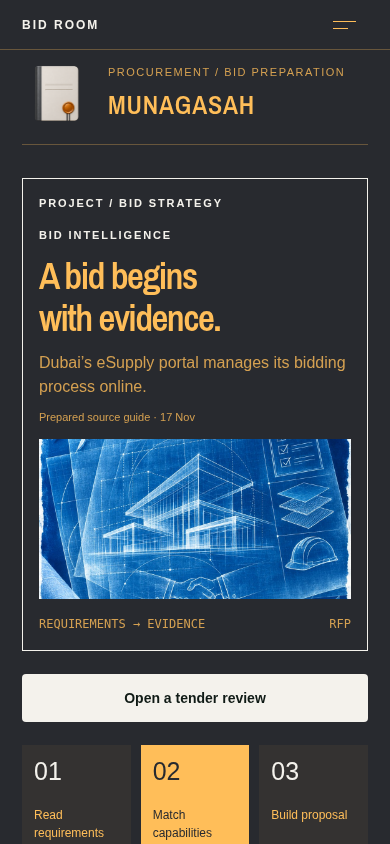 BID ROOM
PROCUREMENT / BID PREPARATION
MUNAGASAH
PROJECT / BID STRATEGY
BID INTELLIGENCE
A bid begins
with evidence.
Dubai's eSupply portal manages its bidding
process online.
Prepared source guide · 17 Nov
REQUIREMENTS → EVIDENCE
RFP
Open a tender review
01
Read
requirements
02
Match
capabilities
03
Build proposal